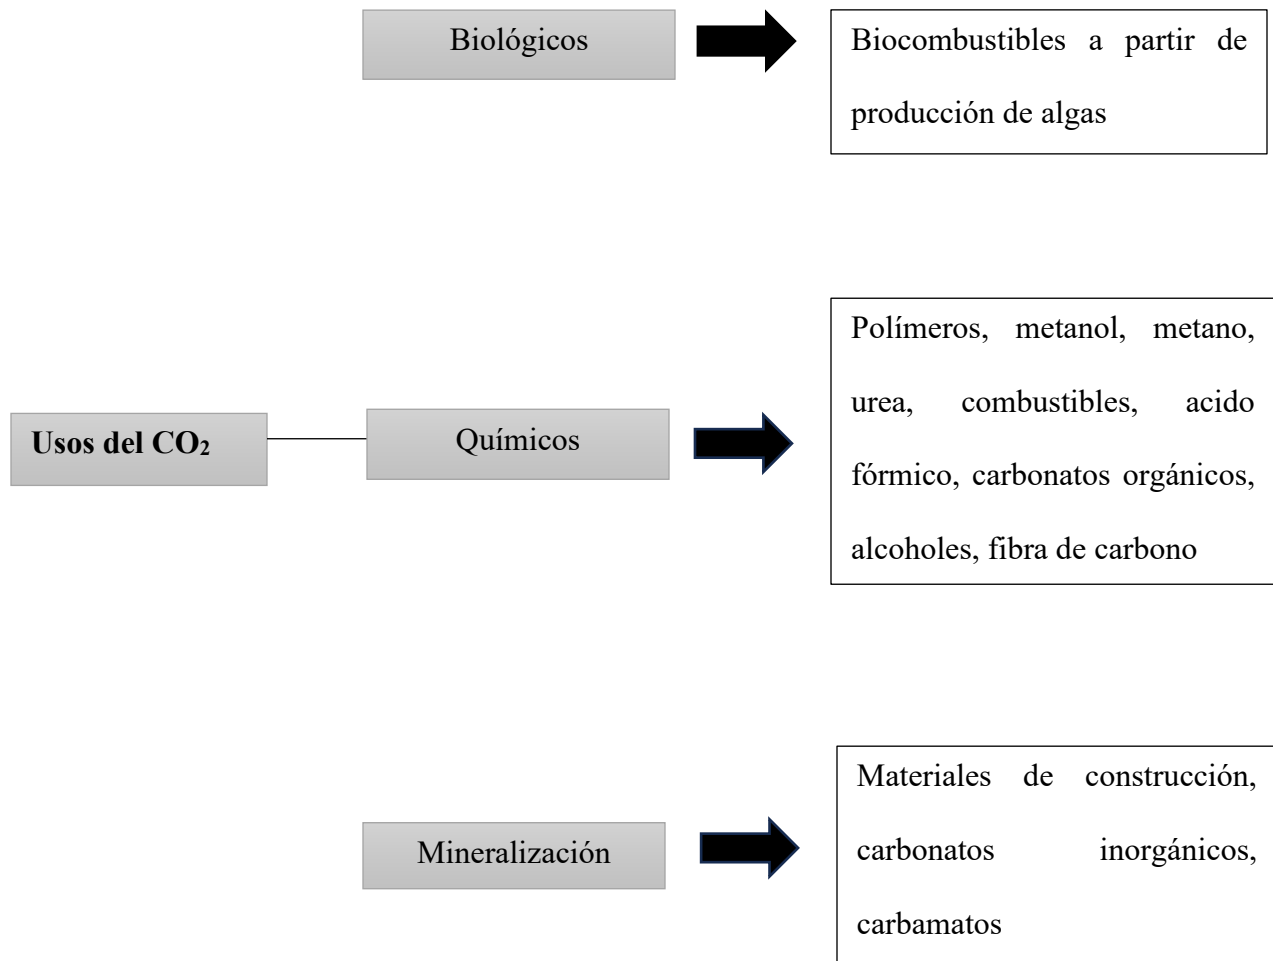 Biológicos
Biocombustibles a partir de
producción de algas
Usos del CO₂
Químicos
Polímeros, metanol, metano,
urea, combustibles, acido
fórmico, carbonatos orgánicos,
alcoholes, fibra de carbono
Mineralización
Materiales de construcción,
carbonatos inorgánicos,
carbamatos